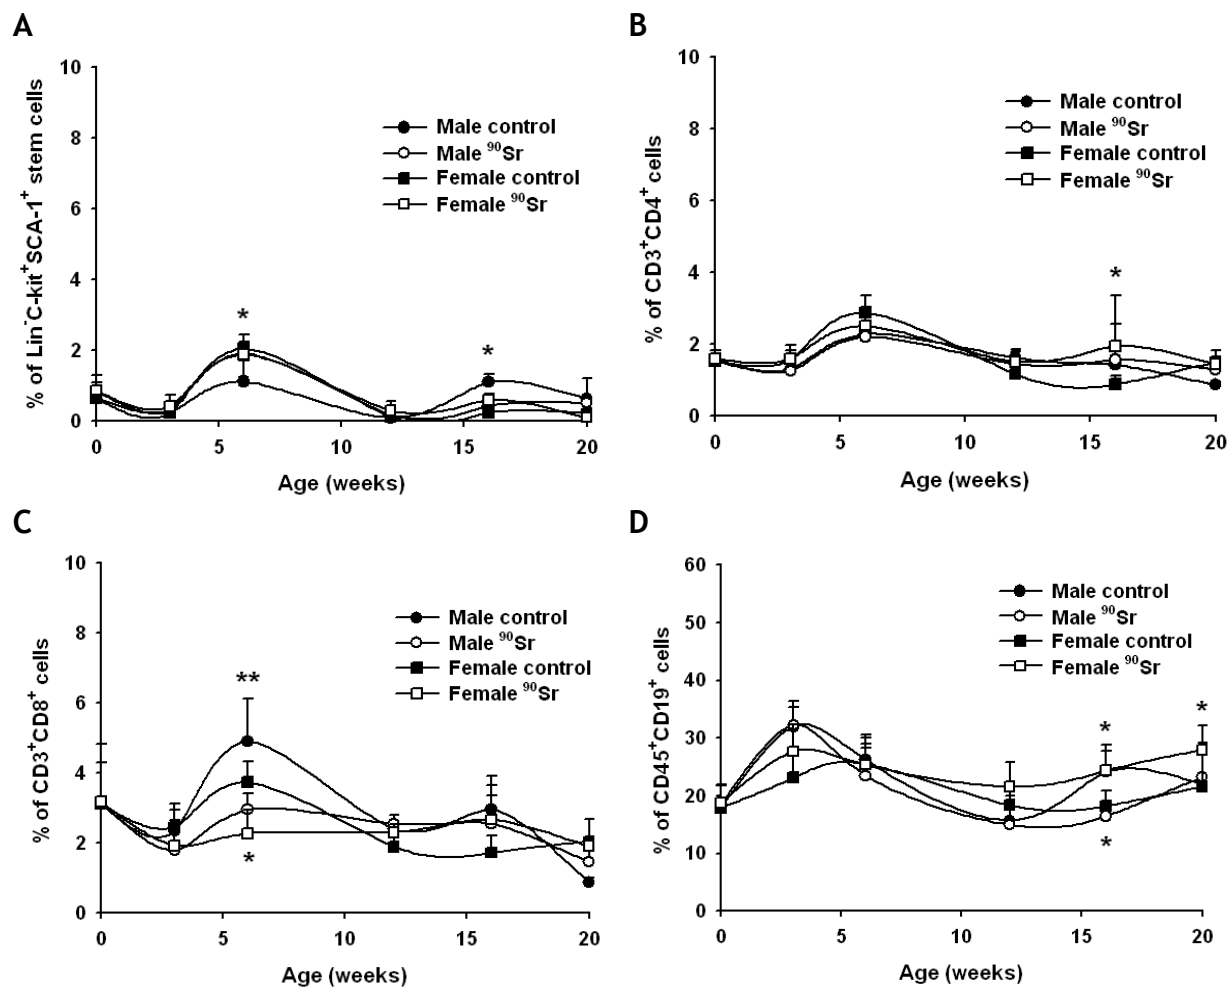 A
% of Lin⁻C-kit⁺SCA-1⁺ stem cells
10
8
6
4
2
0
*
*
Male control
Male ⁹⁰Sr
Female control
Female ⁹⁰Sr
0 5 10 15 20
Age (weeks)
B
% of CD3⁺CD4⁺ cells
10
8
6
4
2
0
*
Male control
Male ⁹⁰Sr
Female control
Female ⁹⁰Sr
0 5 10 15 20
Age (weeks)
C
% of CD3⁺CD8⁺ cells
10
8
6
4
2
0
**
*
Male control
Male ⁹⁰Sr
Female control
Female ⁹⁰Sr
0 5 10 15 20
Age (weeks)
D
% of CD45⁺CD19⁺ cells
60
50
40
30
20
10
0
*
*
*
Male control
Male ⁹⁰Sr
Female control
Female ⁹⁰Sr
0 5 10 15 20
Age (weeks)